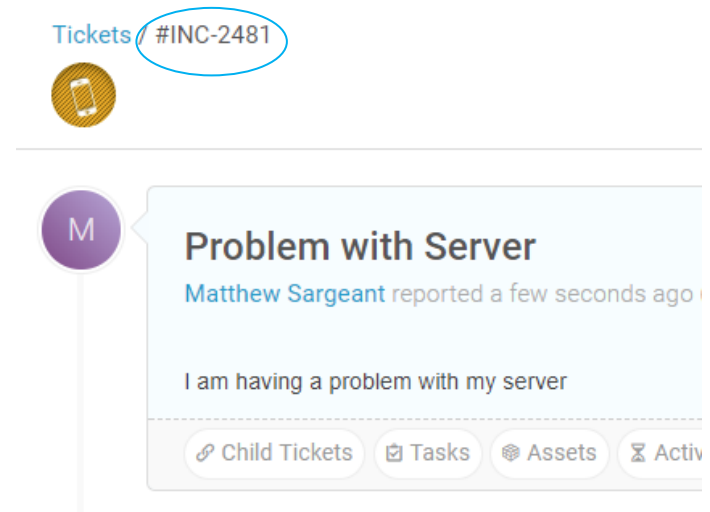 Tickets / #INC-2481
M
Problem with Server
Matthew Sargeant reported a few seconds ago
I am having a problem with my server
Child Tickets Tasks Assets Activ